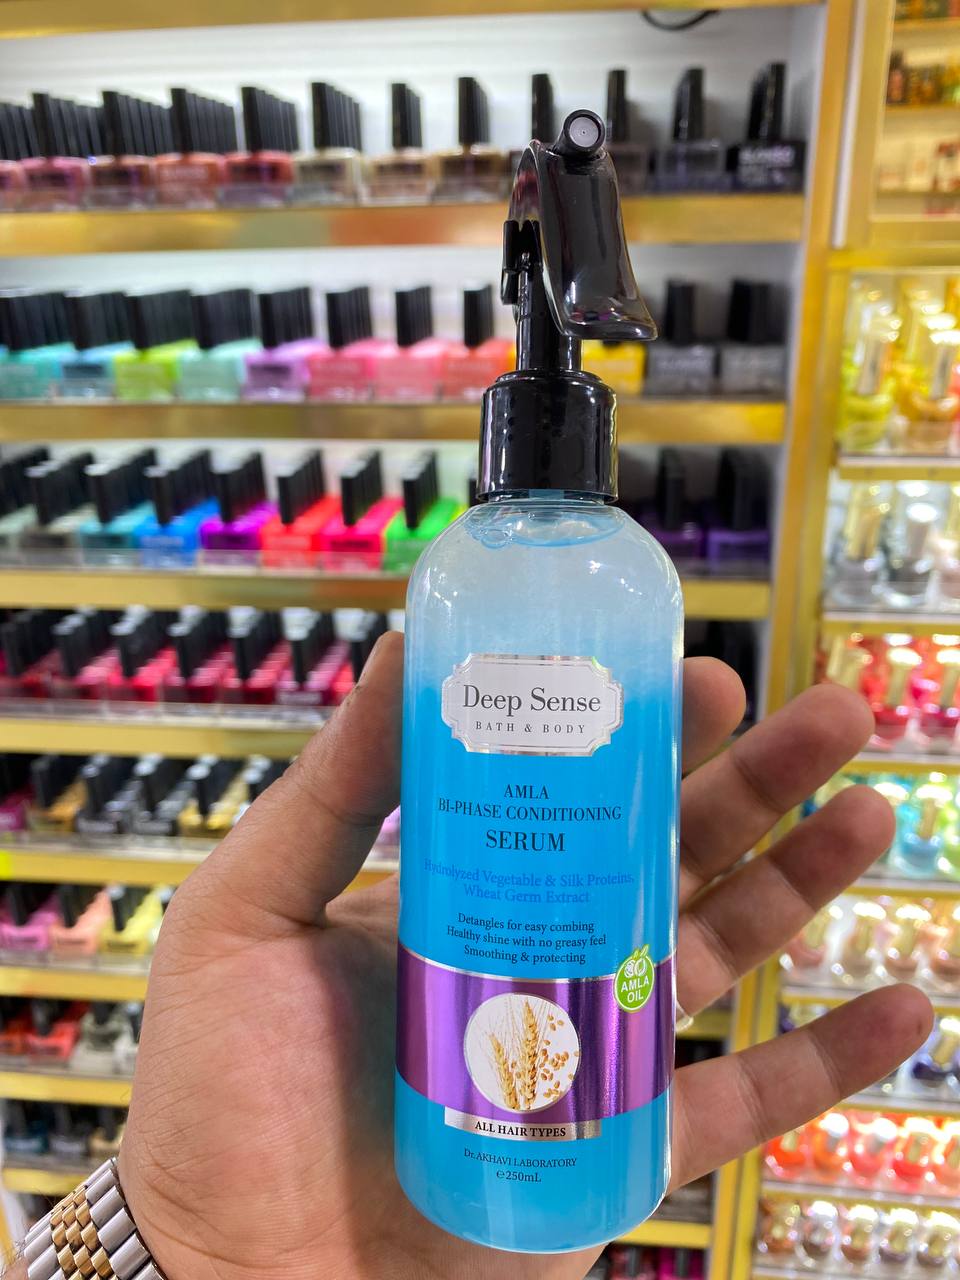 Deep Sense
BATH & BODY
AMLA
BI-PHASE CONDITIONING
SERUM
Hydrolyzed Vegetable & Silk Proteins,
Wheat Germ Extract
Detangles for easy combing
Healthy shine with no greasy feel
Smoothing & protecting
AMLA
OIL
ALL HAIR TYPES
Dr. AKHAVI LABORATORY
℮250mL